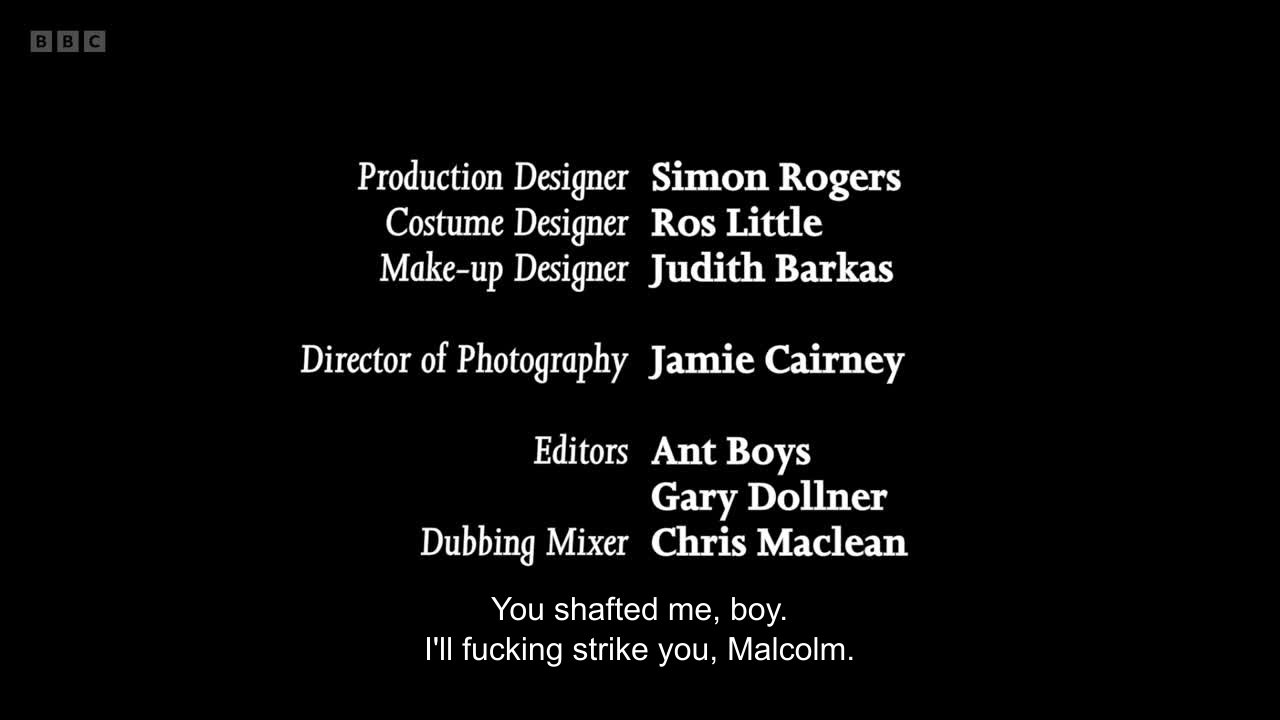 BBC
Production Designer Simon Rogers
Costume Designer Ros Little
Make-up Designer Judith Barkas
Director of Photography Jamie Cairney
Editors Ant Boys
Gary Dollner
Dubbing Mixer Chris Maclean
You shafted me, boy.
I'll fucking strike you, Malcolm.